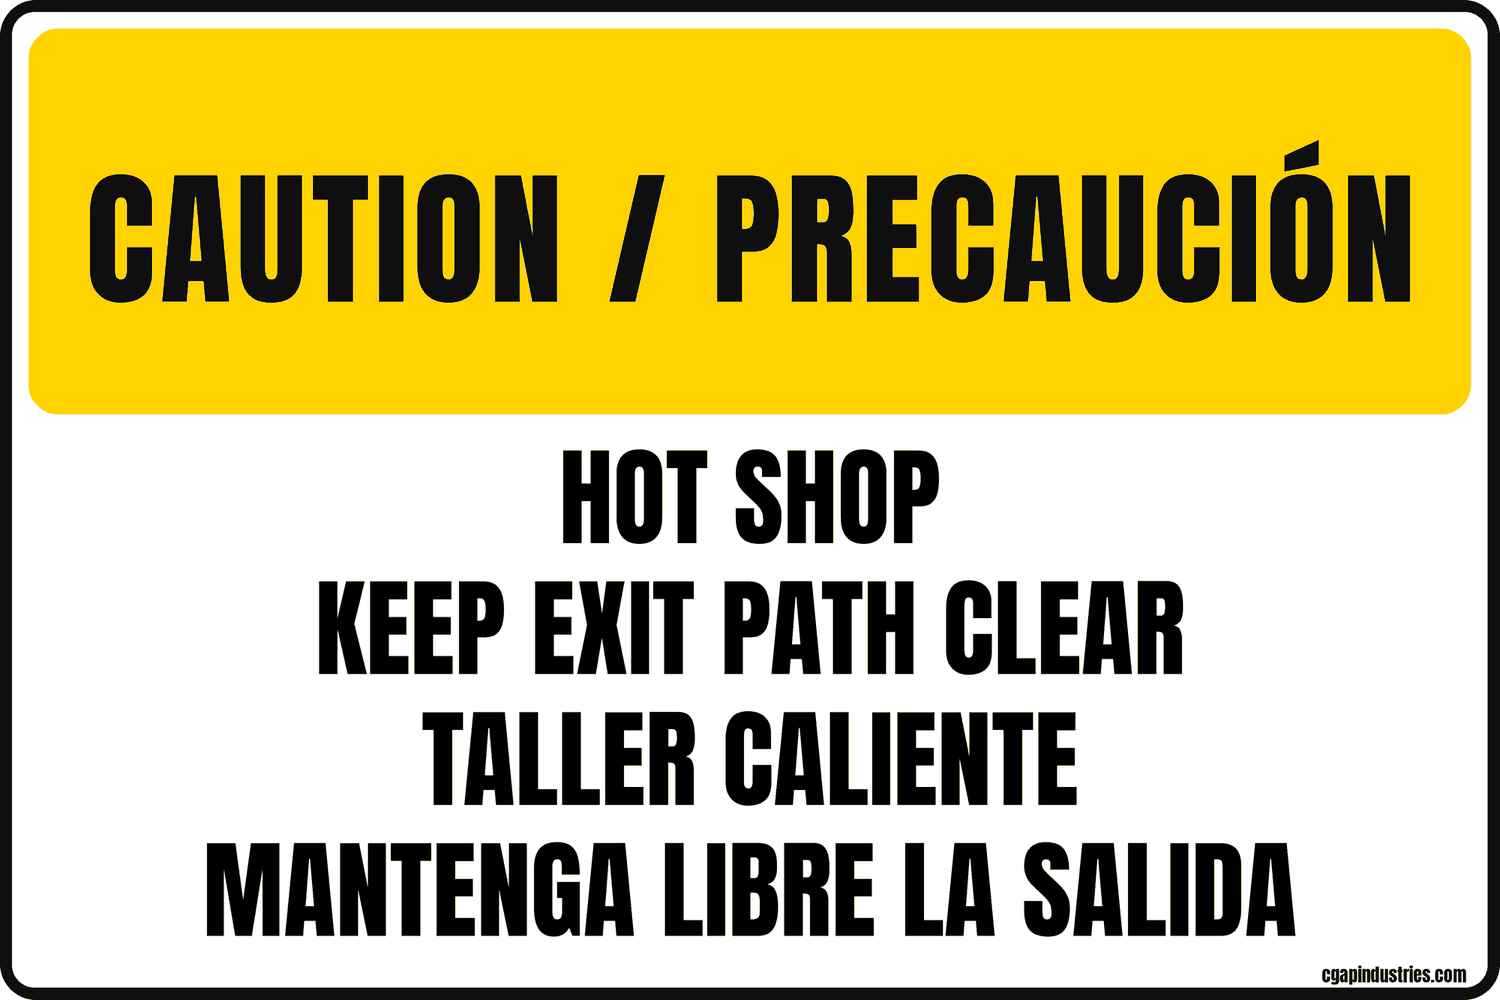 CAUTION / PRECAUCIÓN
HOT SHOP
KEEP EXIT PATH CLEAR
TALLER CALIENTE
MANTENGA LIBRE LA SALIDA
cgapindustries.com